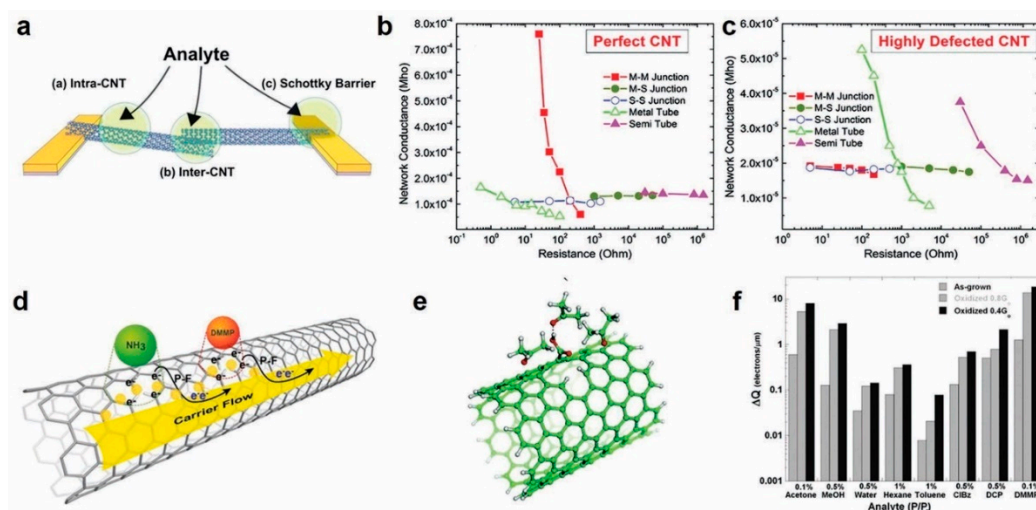 a
Analyte
(a) Intra-CNT
(c) Schottky Barrier
(b) Inter-CNT
b
Perfect CNT
M-M Junction
M-S Junction
S-S Junction
Metal Tube
Semi Tube
Network Conductance (Mho)
8.0x10⁻⁴
7.0x10⁻⁴
6.0x10⁻⁴
5.0x10⁻⁴
4.0x10⁻⁴
3.0x10⁻⁴
2.0x10⁻⁴
1.0x10⁻⁴
10⁻¹ 10⁰ 10¹ 10² 10³ 10⁴ 10⁵ 10⁶
Resistance (Ohm)
c
Highly Defected CNT
M-M Junction
M-S Junction
S-S Junction
Metal Tube
Semi Tube
Network Conductance (Mho)
6.0x10⁻⁵
5.0x10⁻⁵
4.0x10⁻⁵
3.0x10⁻⁵
2.0x10⁻⁵
1.0x10⁻⁵
10⁰ 10¹ 10² 10³ 10⁴ 10⁵ 10⁶
Resistance (Ohm)
d
NH₃
DMMP
e- e- e- e- e- e- e-
P-F
P-F
e-e-
e-e-
Carrier Flow
e
f
As-grown
Oxidized 0.8G
Oxidized 0.4G
ΔQ (electrons/μm)
10
1
0.1
0.01
0.001
0.1% 0.5% 0.5% 1% 1% 0.5% 0.5% 0.1%
Acetone MeOH Water Hexane Toluene ClBz DCP DMMP
Analyte (P/P)